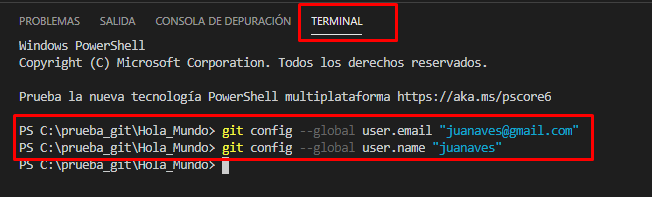 PROBLEMAS SALIDA CONSOLA DE DEPURACIÓN TERMINAL
Windows PowerShell
Copyright (C) Microsoft Corporation. Todos los derechos reservados.
Prueba la nueva tecnología PowerShell multiplataforma https://aka.ms/pscore6
PS C:\prueba_git\Hola_Mundo> git config --global user.email "juanaves@gmail.com"
PS C:\prueba_git\Hola_Mundo> git config --global user.name "juanaves"
PS C:\prueba_git\Hola_Mundo>